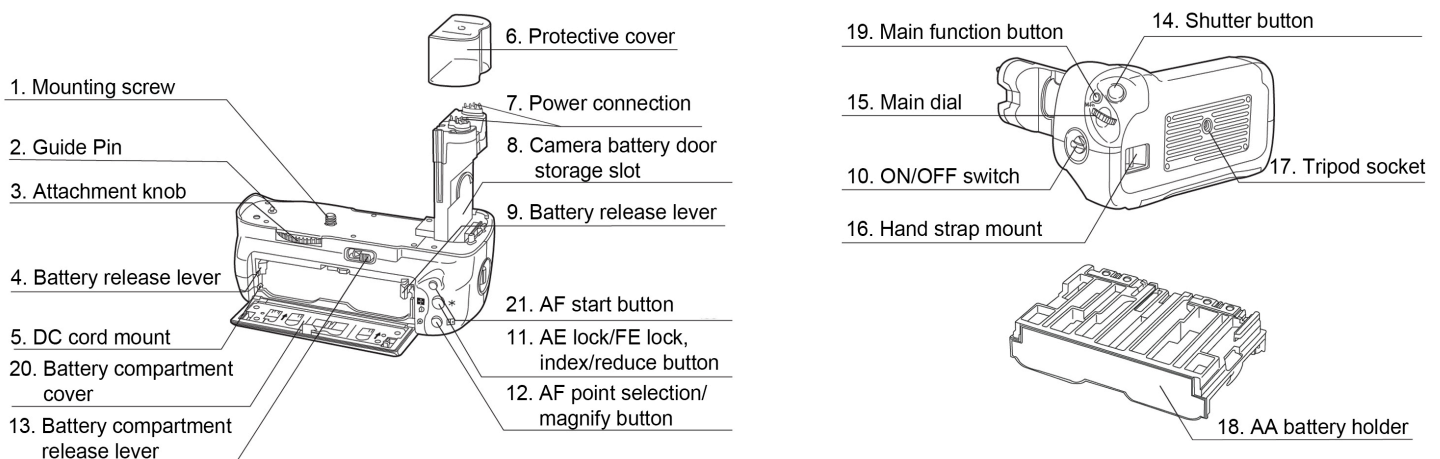 1. Mounting screw
2. Guide Pin
3. Attachment knob
4. Battery release lever
5. DC cord mount
20. Battery compartment
cover
13. Battery compartment
release lever
6. Protective cover
7. Power connection
8. Camera battery door
storage slot
9. Battery release lever
21. AF start button
11. AE lock/FE lock,
index/reduce button
12. AF point selection/
magnify button
19. Main function button
14. Shutter button
15. Main dial
10. ON/OFF switch
17. Tripod socket
16. Hand strap mount
18. AA battery holder